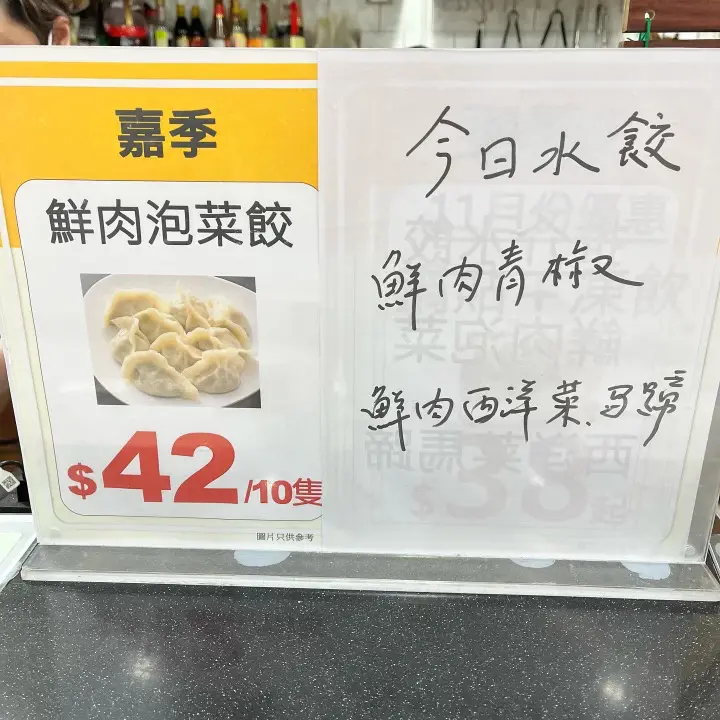 嘉季
鮮肉泡菜餃
$42/10隻
圖片只供參考
今日水餃
鮮肉青椒
鮮肉西洋菜、马蹄